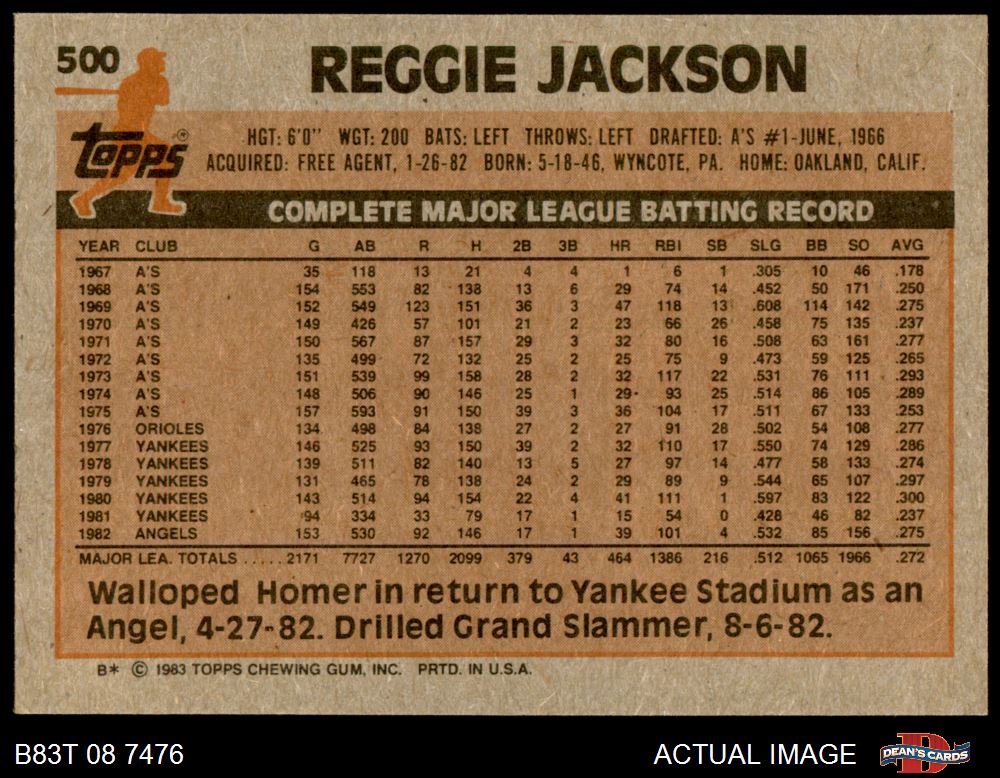 500 REGGIE JACKSON
topps®
HGT: 6'0" WGT: 200 BATS: LEFT THROWS: LEFT DRAFTED: A'S #1-JUNE, 1966
ACQUIRED: FREE AGENT, 1-26-82 BORN: 5-18-46, WYNCOTE, PA. HOME: OAKLAND, CALIF.
COMPLETE MAJOR LEAGUE BATTING RECORD
YEAR CLUB G AB R H 2B 3B HR RBI SB SLG BB SO AVG
1967 A'S 35 118 13 21 4 4 1 6 1 .305 10 46 .178
1968 A'S 154 553 82 138 13 6 29 74 14 .452 50 171 .250
1969 A'S 152 549 123 151 36 3 47 118 13 .608 114 142 .275
1970 A'S 149 426 57 101 21 2 23 66 26 .458 75 135 .237
1971 A'S 150 567 87 157 29 3 32 80 16 .508 63 161 .277
1972 A'S 135 499 72 132 25 2 25 75 9 .473 59 125 .265
1973 A'S 151 539 99 158 28 2 32 117 22 .531 76 111 .293
1974 A'S 148 506 90 146 25 1 29 93 25 .514 86 105 .289
1975 A'S 157 593 91 150 39 3 36 104 17 .511 67 133 .253
1976 ORIOLES 134 498 84 138 27 2 27 91 28 .502 54 108 .277
1977 YANKEES 146 525 93 150 39 2 32 110 17 .550 74 129 .286
1978 YANKEES 139 511 82 140 13 5 27 97 14 .477 58 133 .274
1979 YANKEES 131 465 78 138 24 2 29 89 9 .544 65 107 .297
1980 YANKEES 143 514 94 154 22 4 41 111 1 .597 83 122 .300
1981 YANKEES 94 334 33 79 17 1 15 54 0 .428 46 82 .237
1982 ANGELS 153 530 92 146 17 1 39 101 4 .532 85 156 .275
MAJOR LEA. TOTALS ..... 2171 7727 1270 2099 379 43 464 1386 216 .512 1065 1966 .272
Walloped Homer in return to Yankee Stadium as an
Angel, 4-27-82. Drilled Grand Slammer, 8-6-82.
B* © 1983 TOPPS CHEWING GUM, INC. PRTD. IN U.S.A.
B83T 08 7476 ACTUAL IMAGE DEAN'S CARDS